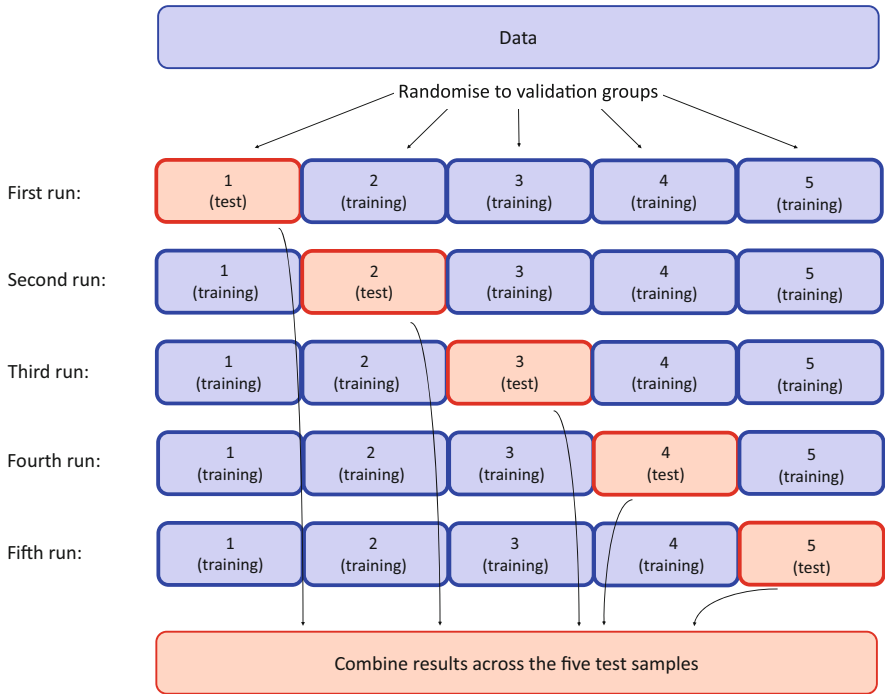 Data
Randomise to validation groups
First run:
1
(test)
2
(training)
3
(training)
4
(training)
5
(training)
Second run:
1
(training)
2
(test)
3
(training)
4
(training)
5
(training)
Third run:
1
(training)
2
(training)
3
(test)
4
(training)
5
(training)
Fourth run:
1
(training)
2
(training)
3
(training)
4
(test)
5
(training)
Fifth run:
1
(training)
2
(training)
3
(training)
4
(training)
5
(test)
Combine results across the five test samples